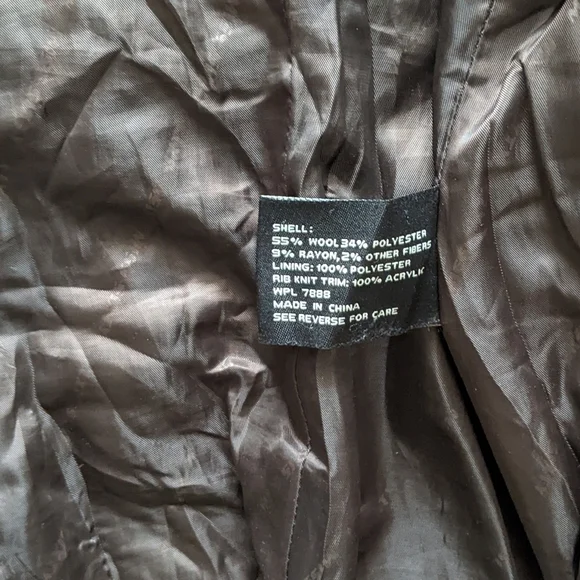 SHELL:
55% WOOL 34% POLYESTER
9% RAYON, 2% OTHER FIBERS
LINING: 100% POLYESTER
RIB KNIT TRIM: 100% ACRYLIC
WPL 7888
MADE IN CHINA
SEE REVERSE FOR CARE